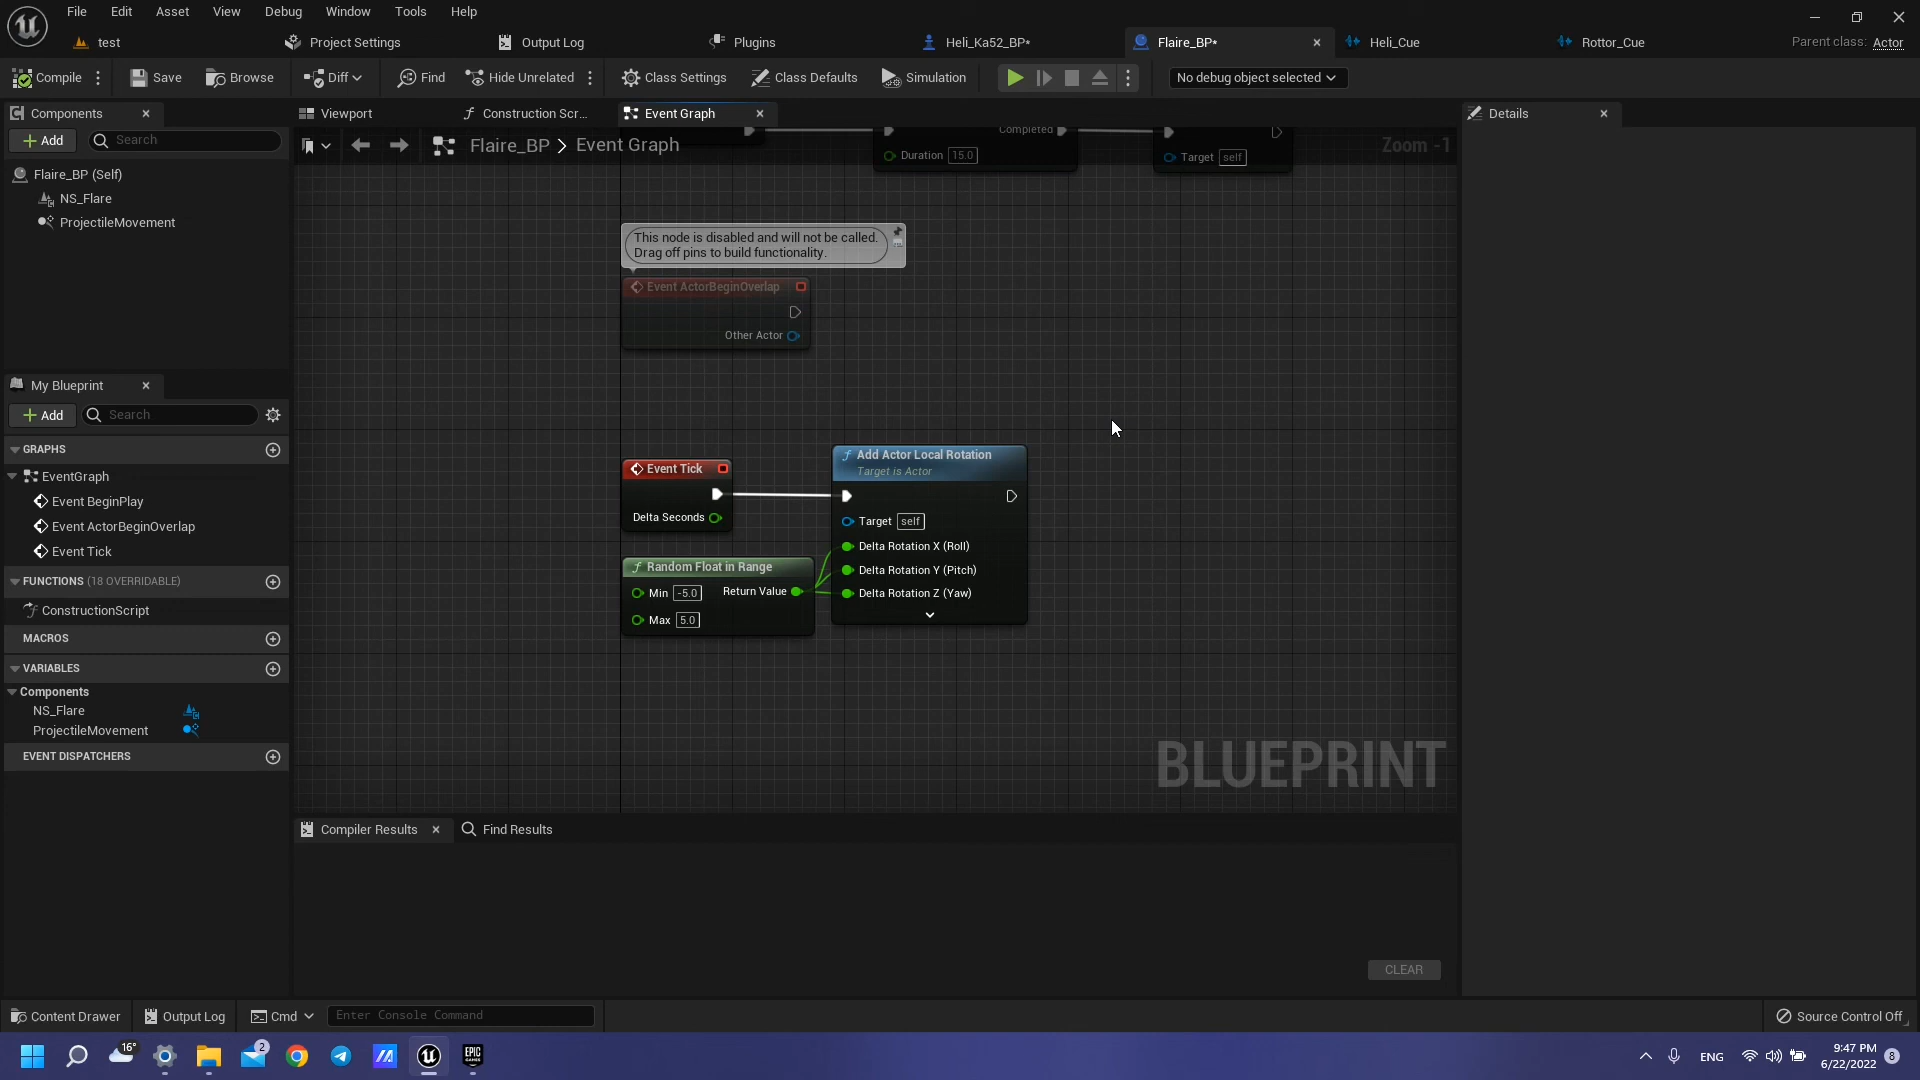 File Edit Asset View Debug Window Tools Help
test Project Settings Output Log Plugins Heli_Ka52_BP* Flaire_BP* Heli_Cue Rottor_Cue Parent class: Actor
Compile Save Browse Diff Find Hide Unrelated Class Settings Class Defaults Simulation No debug object selected
Components Viewport Construction Scr... Event Graph Details
Add Search Flaire_BP > Event Graph Zoom -1
Completed
Duration 15.0 Target self
Flaire_BP (Self)
NS_Flare
ProjectileMovement
This node is disabled and will not be called.
Drag off pins to build functionality.
Event ActorBeginOverlap
Other Actor
My Blueprint
Add Search
GRAPHS
EventGraph
Event BeginPlay
Event ActorBeginOverlap
Event Tick
FUNCTIONS (18 OVERRIDABLE)
ConstructionScript
MACROS
VARIABLES
Components
NS_Flare
ProjectileMovement
EVENT DISPATCHERS
Event Tick
Delta Seconds
Add Actor Local Rotation
Target is Actor
Target self
Delta Rotation X (Roll)
Delta Rotation Y (Pitch)
Delta Rotation Z (Yaw)
Random Float in Range
Min -5.0 Return Value
Max 5.0
BLUEPRINT
Compiler Results Find Results
CLEAR
Content Drawer Output Log Cmd Enter Console Command Source Control Off
16° 2 EPIC GAMES ENG 9:47 PM 8
6/22/2022